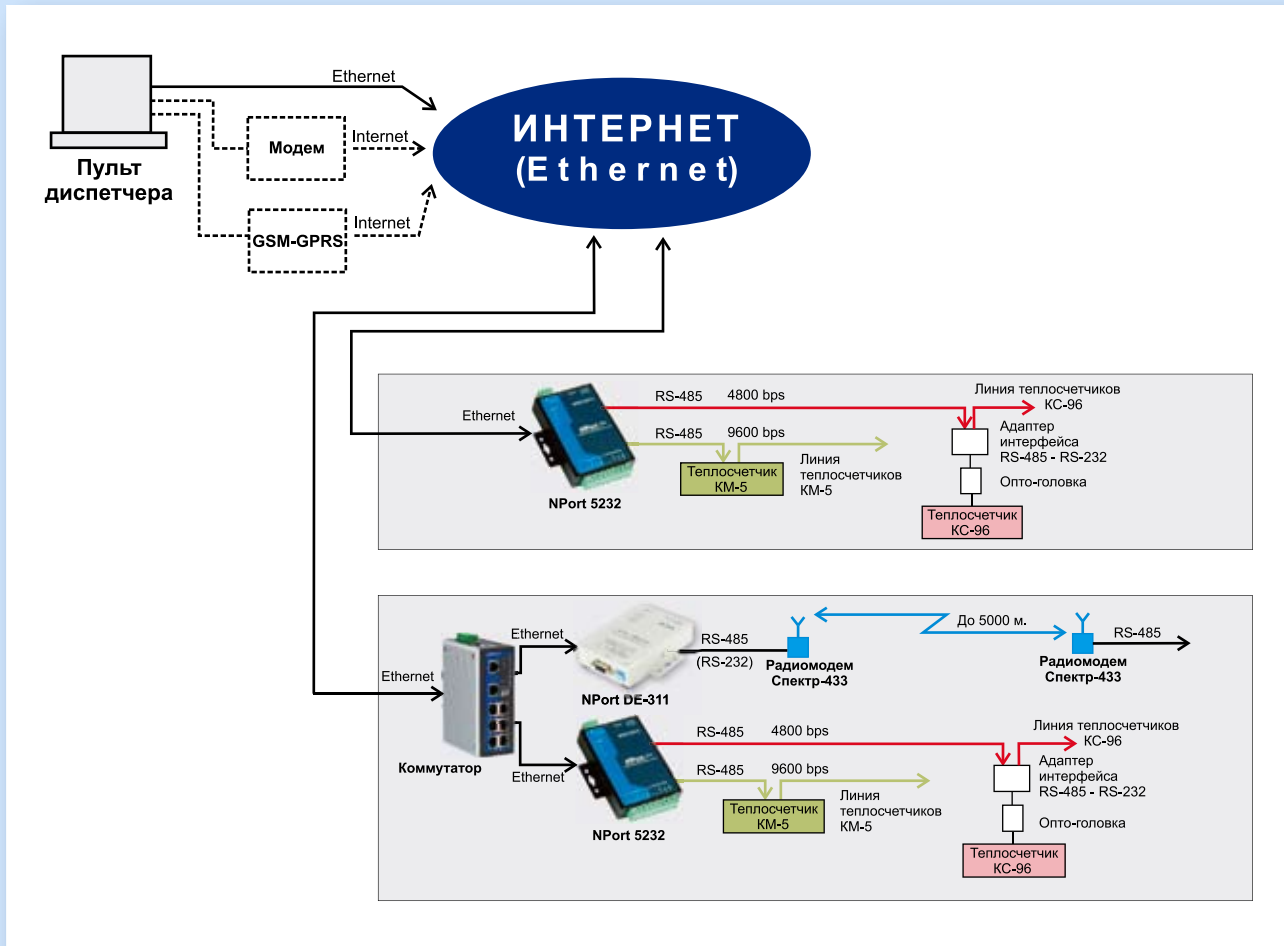 Ethernet
Модем
Internet
Пульт
диспетчера
GSM-GPRS
Internet
ИНТЕРНЕТ
(Ethernet)
Ethernet
NPort 5232
RS-485
4800 bps
RS-485
9600 bps
Теплосчетчик
КМ-5
Линия
теплосчетчиков
КМ-5
Линия теплосчетчиков
КС-96
Адаптер
интерфейса
RS-485 - RS-232
Опто-головка
Теплосчетчик
КС-96
Ethernet
Коммутатор
Ethernet
NPort DE-311
RS-485
(RS-232)
Радиомодем
Спектр-433
До 5000 м.
Радиомодем
Спектр-433
RS-485
Ethernet
NPort 5232
RS-485
4800 bps
RS-485
9600 bps
Теплосчетчик
КМ-5
Линия
теплосчетчиков
КМ-5
Линия теплосчетчиков
КС-96
Адаптер
интерфейса
RS-485 - RS-232
Опто-головка
Теплосчетчик
КС-96